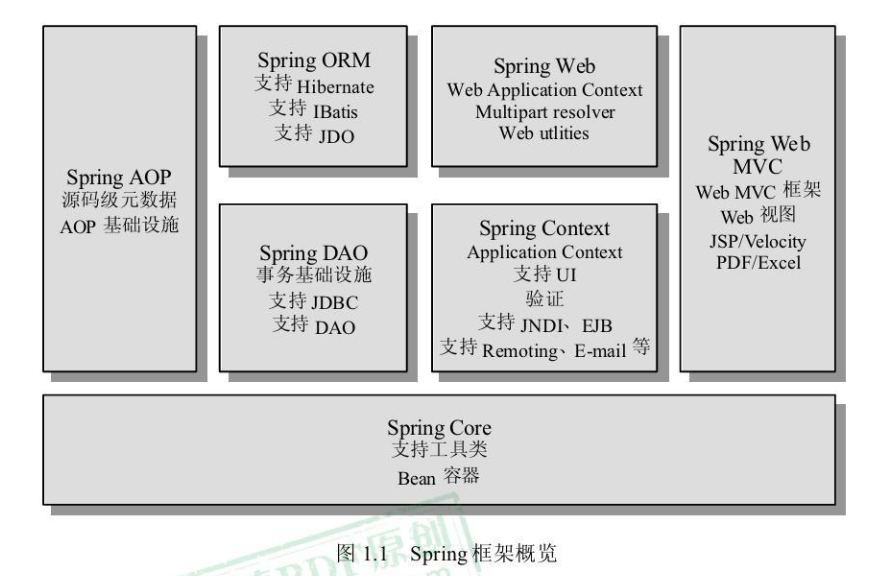 Spring AOP
源码级元数据
AOP 基础设施
Spring ORM
支持 Hibernate
支持 IBatis
支持 JDO
Spring Web
Web Application Context
Multipart resolver
Web utlities
Spring Web
MVC
Web MVC 框架
Web 视图
JSP/Velocity
PDF/Excel
Spring DAO
事务基础设施
支持 JDBC
支持 DAO
Spring Context
Application Context
支持 UI
验证
支持 JNDI、EJB
支持 Remoting、E-mail 等
Spring Core
支持工具类
Bean 容器
图 1.1 Spring 框架概览
PDF原创